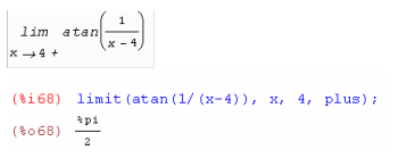 lim atan(1/(x - 4))
x → 4 +
(%i68) limit(atan(1/(x-4)), x, 4, plus);
(%o68) %pi/2